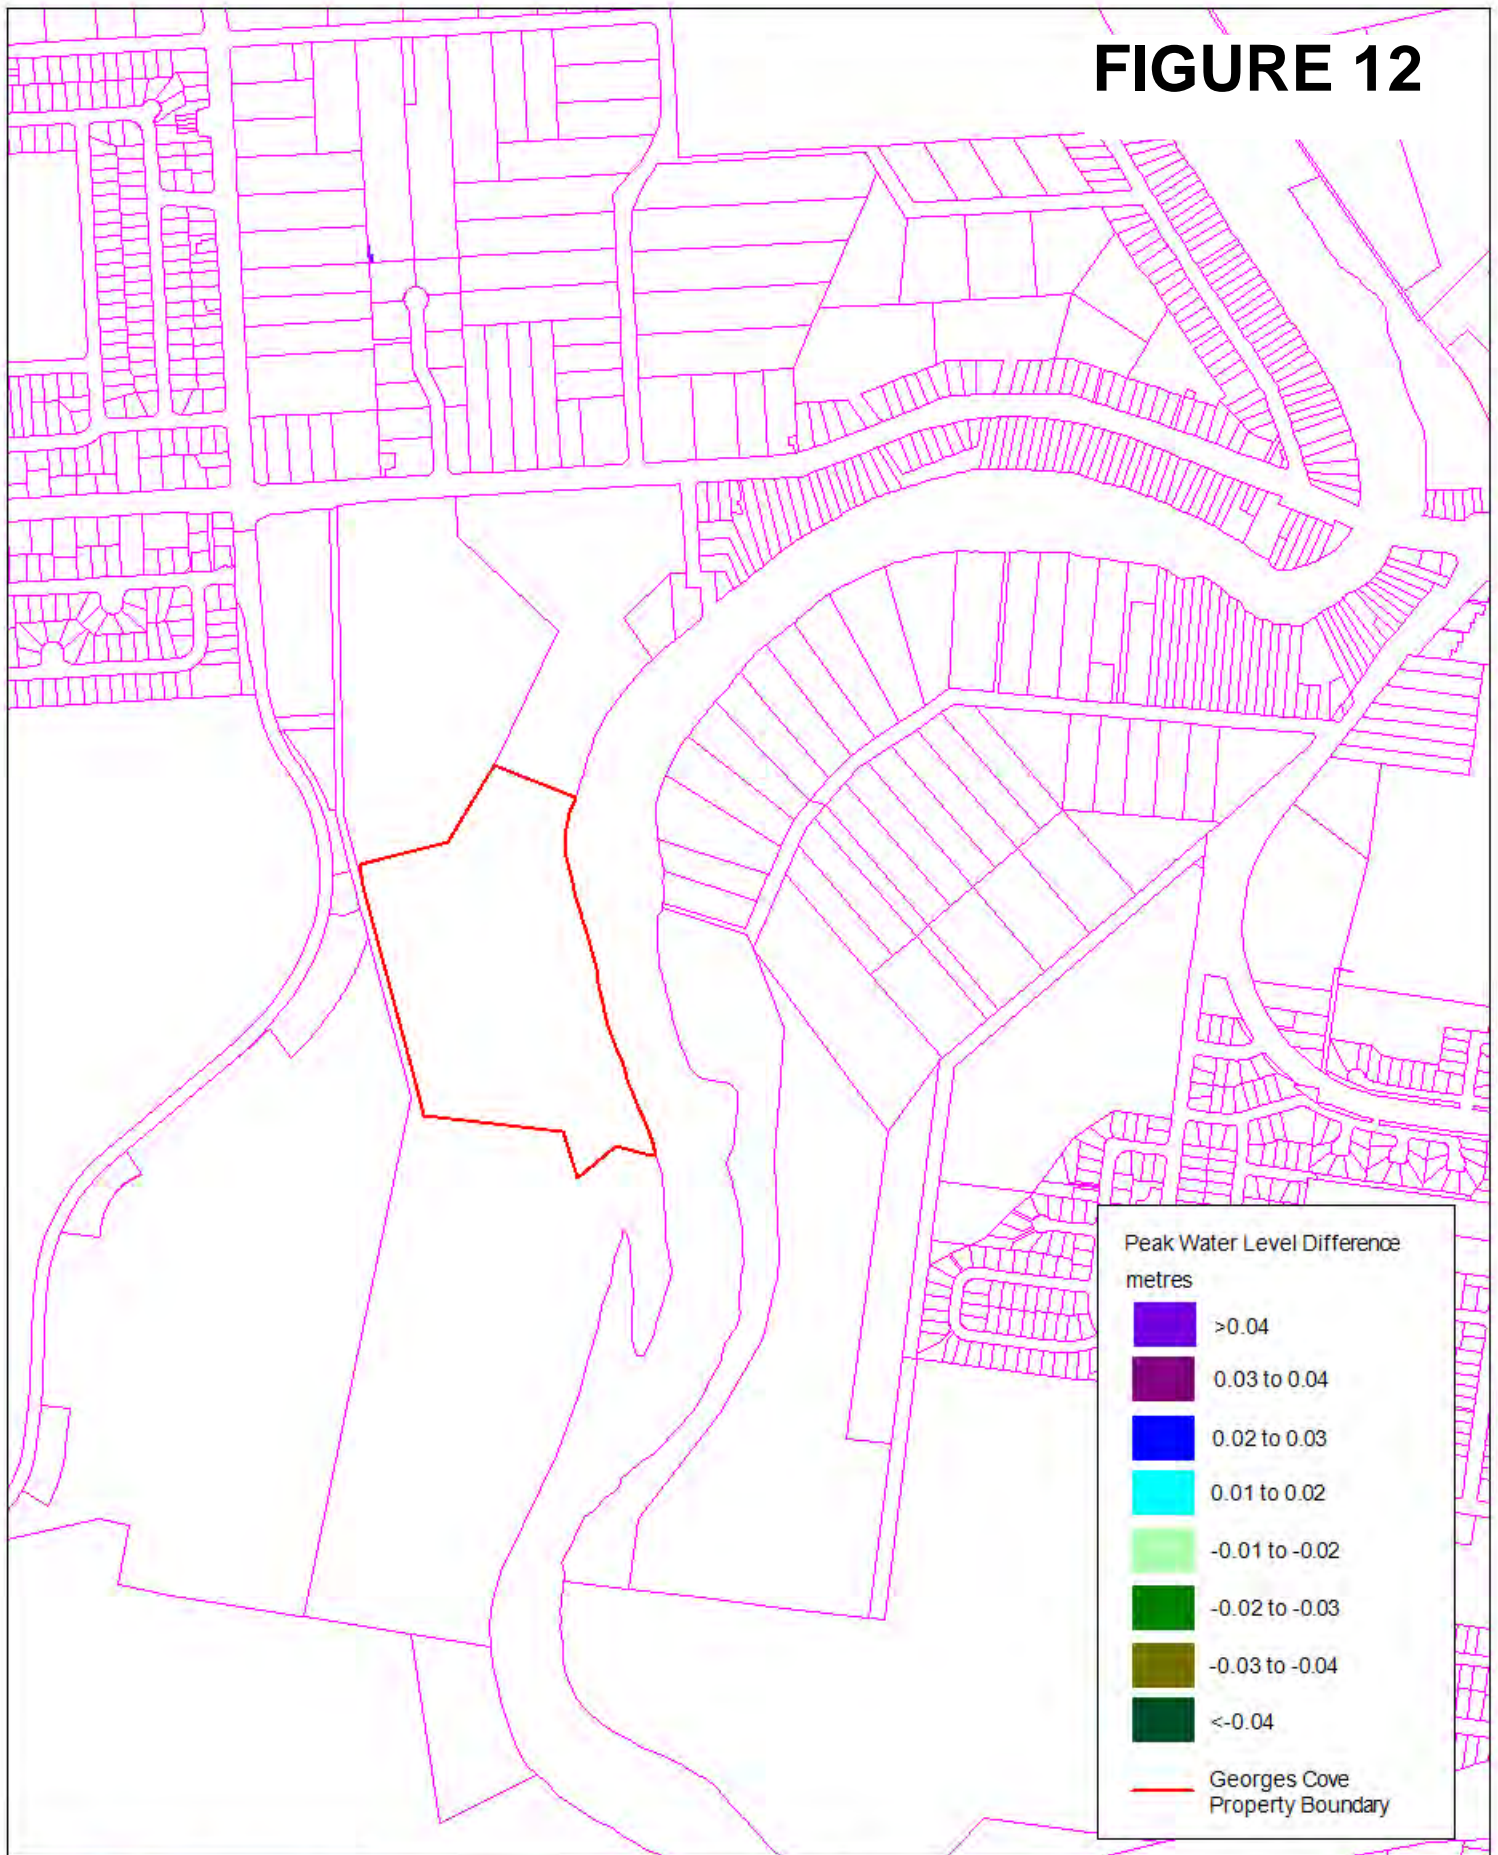 FIGURE 12
Peak Water Level Difference
metres
>0.04
0.03 to 0.04
0.02 to 0.03
0.01 to 0.02
-0.01 to -0.02
-0.02 to -0.03
-0.03 to -0.04
<-0.04
Georges Cove
Property Boundary